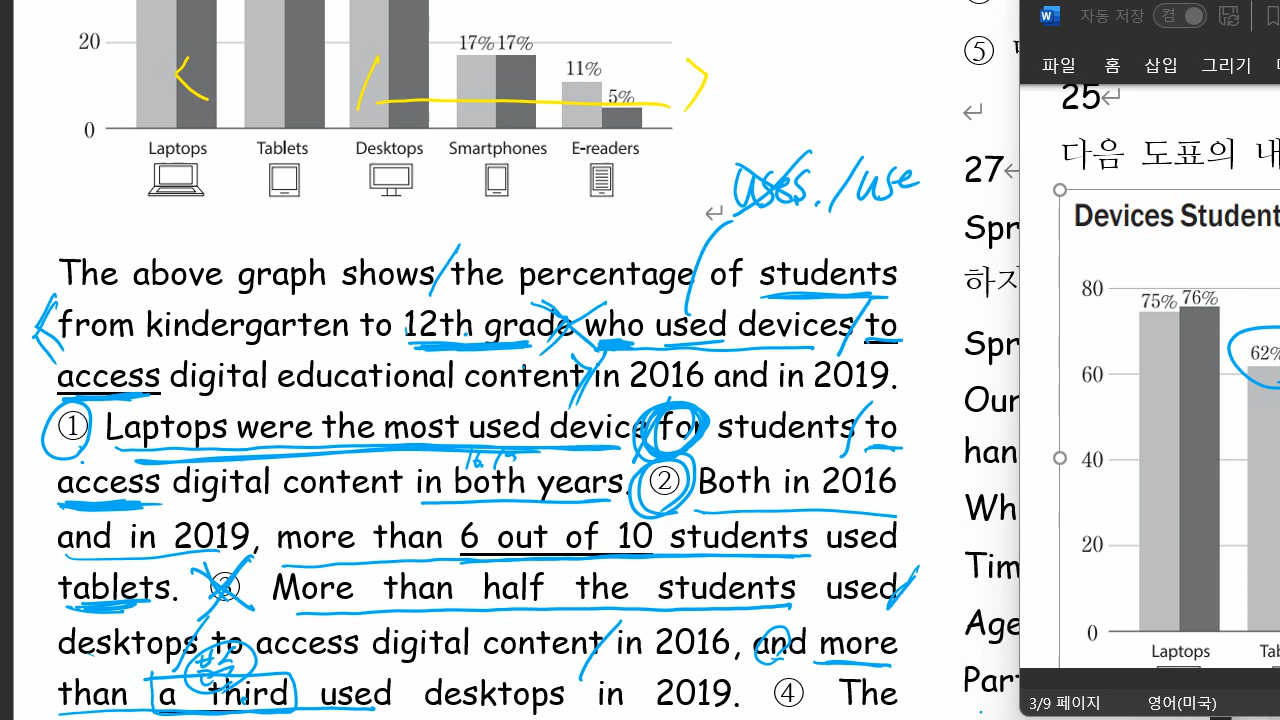 20
17% 17%
11%
5%
0
Laptops Tablets Desktops Smartphones E-readers
uses. / use
The above graph shows the percentage of students
from kindergarten to 12th grade who used devices to
access digital educational content in 2016 and in 2019.
① Laptops were the most used device for students to
access digital content in both years. ② Both in 2016
and in 2019, more than 6 out of 10 students used
tablets. ③ More than half the students used
desktops to access digital content in 2016, and more
than a third used desktops in 2019. ④ The
⑤
27
Spr
하지
Spr
Our
han
Wh
Tim
Age
Part
자동 저장 켬
파일 홈 삽입 그리기
25
다음 도표의 내
Devices Student
80
75% 76%
62%
60
40
20
0
Laptops Tab
3/9 페이지 영어(미국)